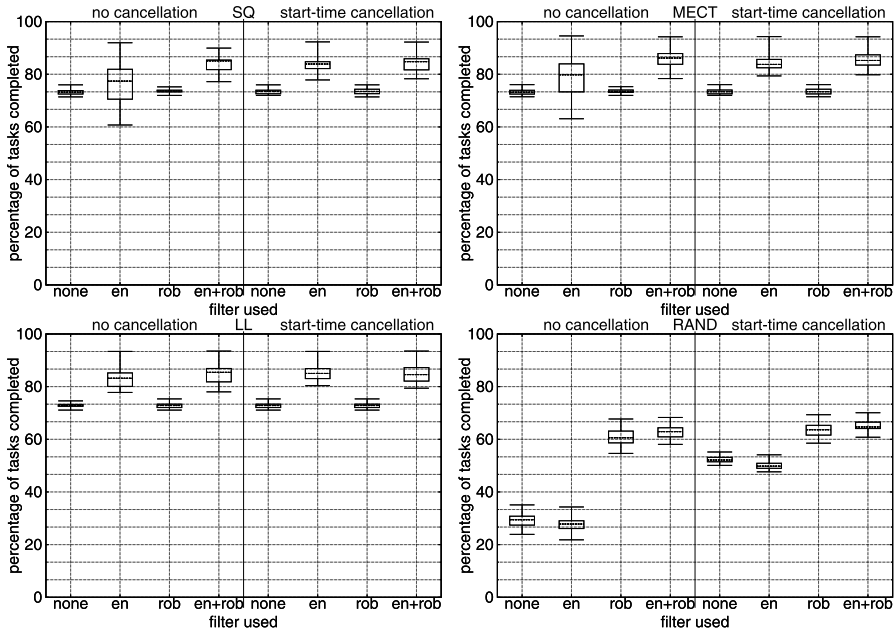 no cancellation SQ start-time cancellation
percentage of tasks completed
100
80
60
40
20
0
none en rob en+rob none en rob en+rob
filter used
no cancellation MECT start-time cancellation
percentage of tasks completed
100
80
60
40
20
0
none en rob en+rob none en rob en+rob
filter used
no cancellation LL start-time cancellation
percentage of tasks completed
100
80
60
40
20
0
none en rob en+rob none en rob en+rob
filter used
no cancellation RAND start-time cancellation
percentage of tasks completed
100
80
60
40
20
0
none en rob en+rob none en rob en+rob
filter used